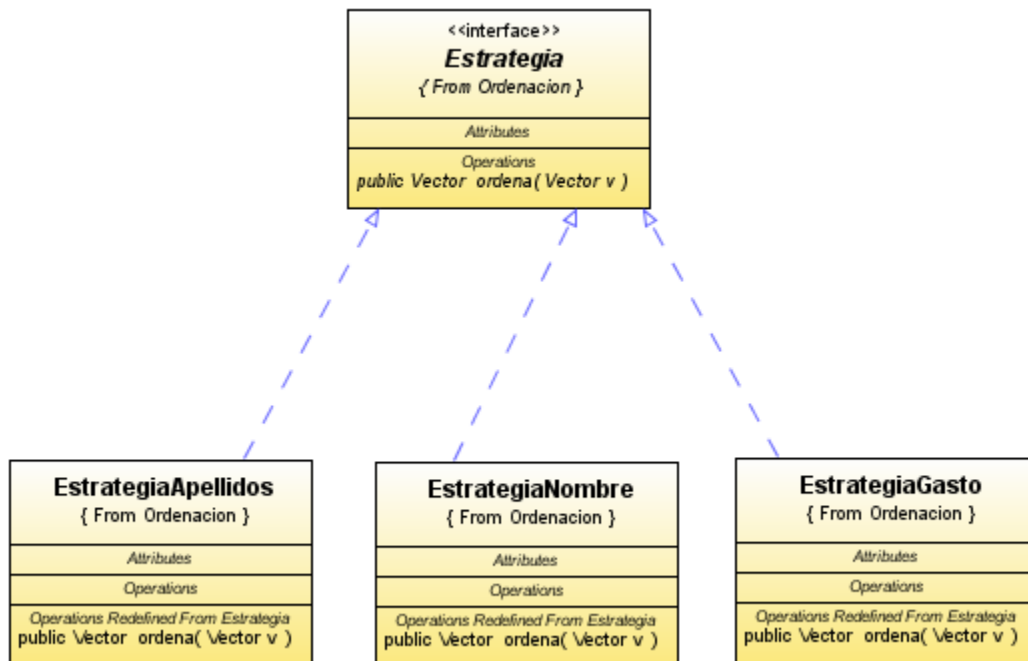 <<interface>>
Estrategia
{ From Ordenacion }
Attributes
Operations
public Vector ordena( Vector v )
EstrategiaApellidos
{ From Ordenacion }
Attributes
Operations
Operations Redefined From Estrategia
public Vector ordena( Vector v )
EstrategiaNombre
{ From Ordenacion }
Attributes
Operations
Operations Redefined From Estrategia
public Vector ordena( Vector v )
EstrategiaGasto
{ From Ordenacion }
Attributes
Operations
Operations Redefined From Estrategia
public Vector ordena( Vector v )